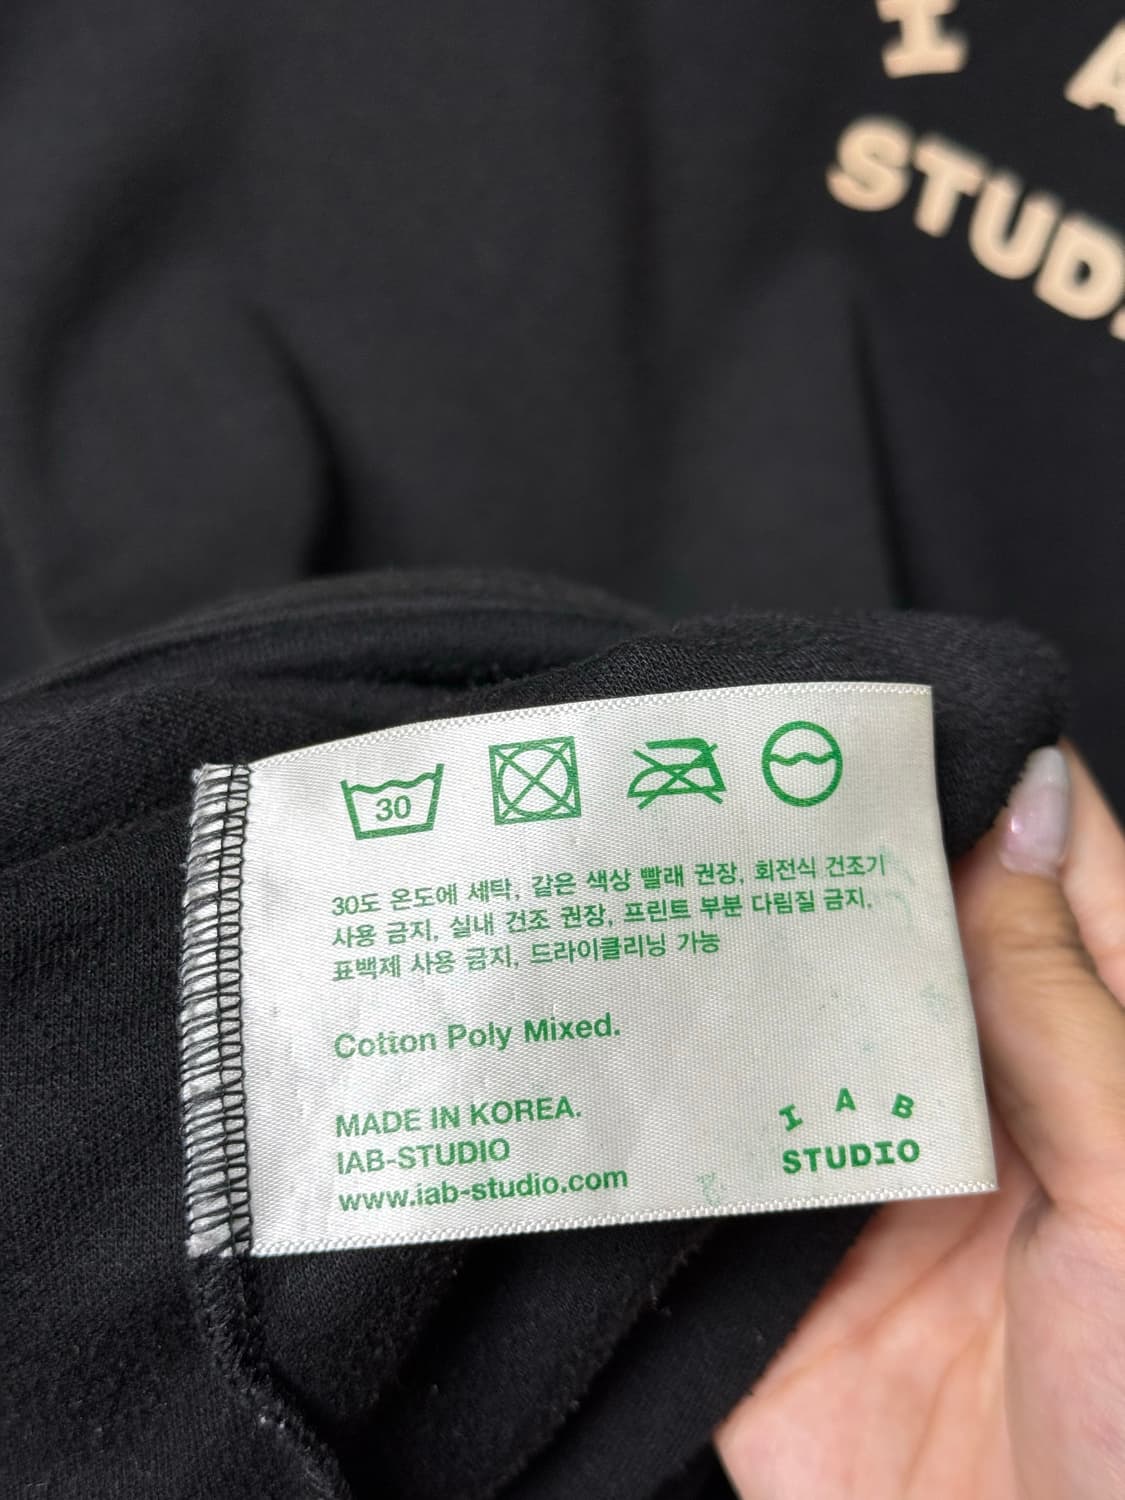 I A
STUD
30
30도 온도에 세탁, 같은 색상 빨래 권장, 회전식 건조기
사용 금지, 실내 건조 권장, 프린트 부분 다림질 금지,
표백제 사용 금지, 드라이클리닝 가능
Cotton Poly Mixed.
MADE IN KOREA.
IAB-STUDIO
www.iab-studio.com
I A B
STUDIO